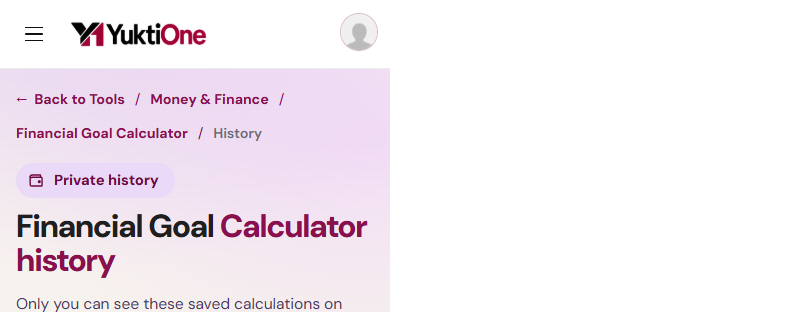 YuktiOne
← Back to Tools / Money & Finance /
Financial Goal Calculator / History
Private history
Financial Goal Calculator
history
Only you can see these saved calculations on